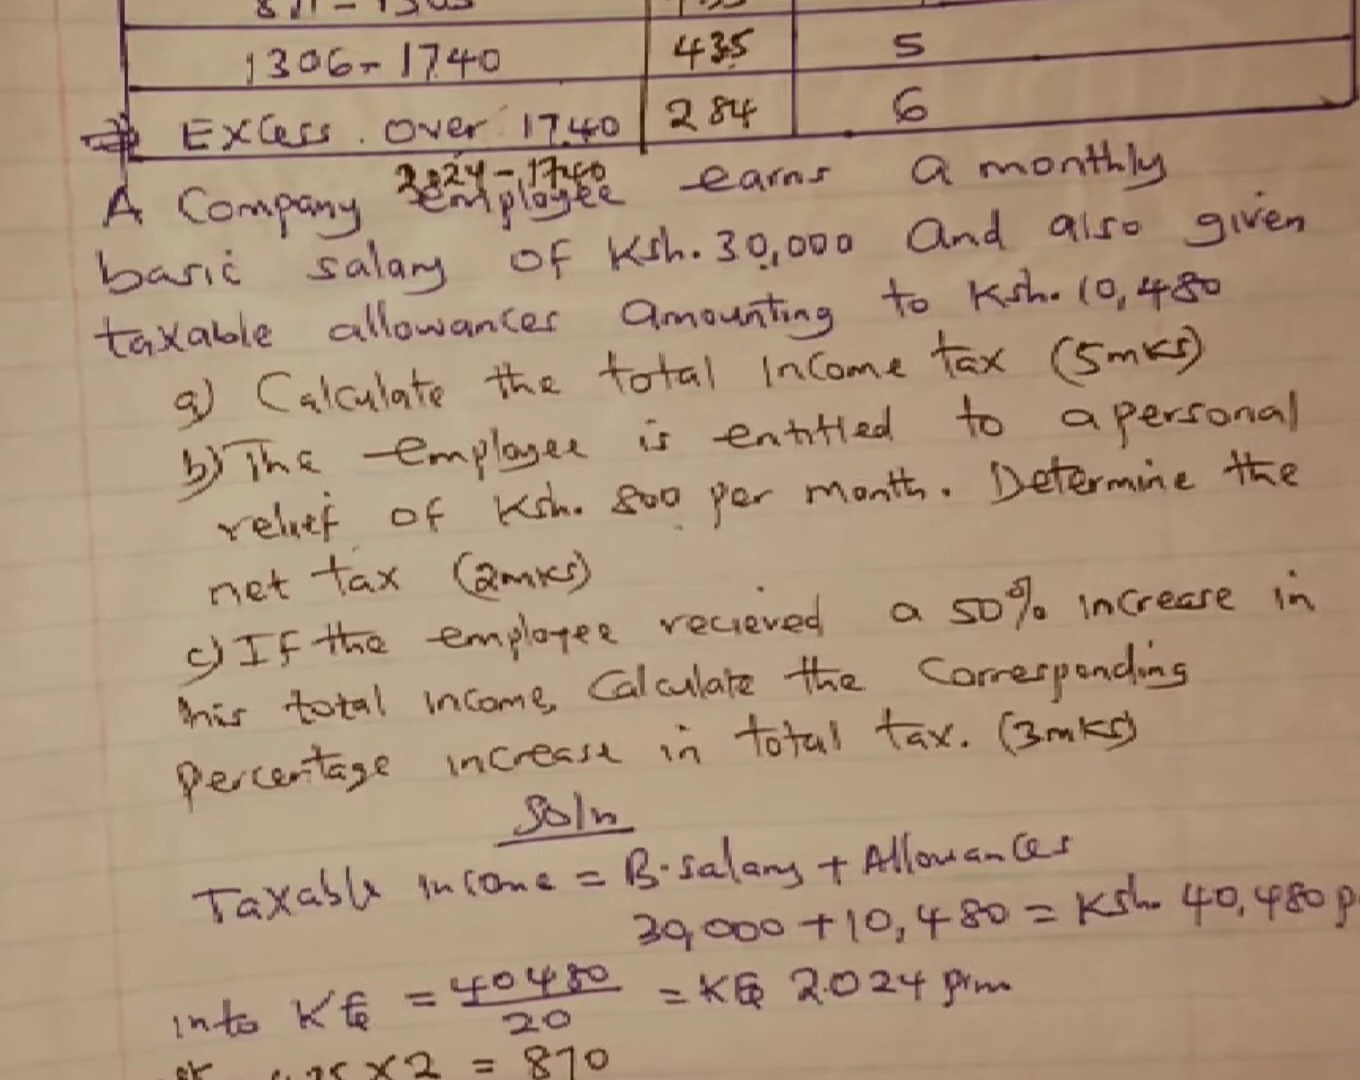 871 - 1305
1306 - 1740 435 5
Excess over 1740 284 6
2024 - 1740
A Company employee earns a monthly
basic salary of Ksh. 30,000 and also given
taxable allowances amounting to Ksh. 10,480
a) Calculate the total income tax (5mks)
b) The employee is entitled to a personal
relief of Ksh. 800 per month. Determine the
net tax (2mks)
c) If the employee recieved a 50% increase in
his total income, Calculate the Corresponding
percentage increase in total tax. (3mks)
Soln
Taxable income = B. salary + Allowances
30,000 + 10,480 = Ksh. 40,480 p
into K£ = 40480 / 20 = K£ 2024 p.m
435 x 2 = 870